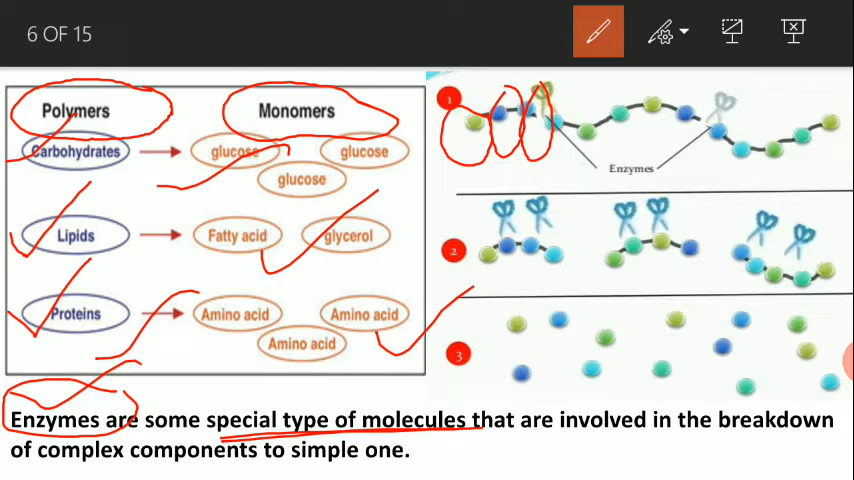 6 OF 15
Polymers
Monomers
Carbohydrates
glucose
glucose
glucose
Lipids
Fatty acid
glycerol
Proteins
Amino acid
Amino acid
Amino acid
1
Enzymes
2
3
Enzymes are some special type of molecules that are involved in the breakdown
of complex components to simple one.